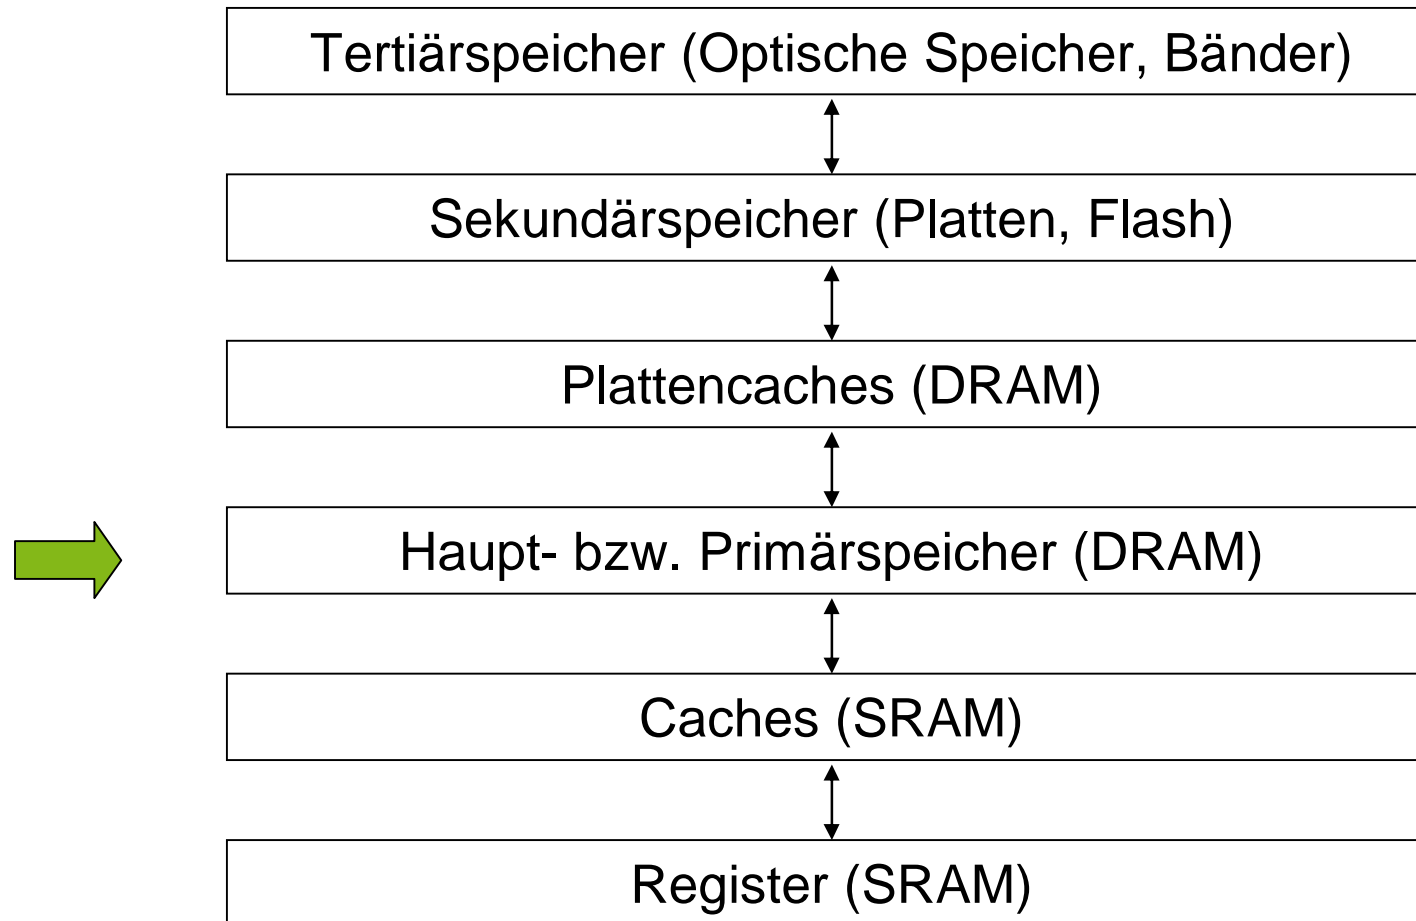 Tertiärspeicher (Optische Speicher, Bänder)
Sekundärspeicher (Platten, Flash)
Plattencaches (DRAM)
Haupt- bzw. Primärspeicher (DRAM)
Caches (SRAM)
Register (SRAM)